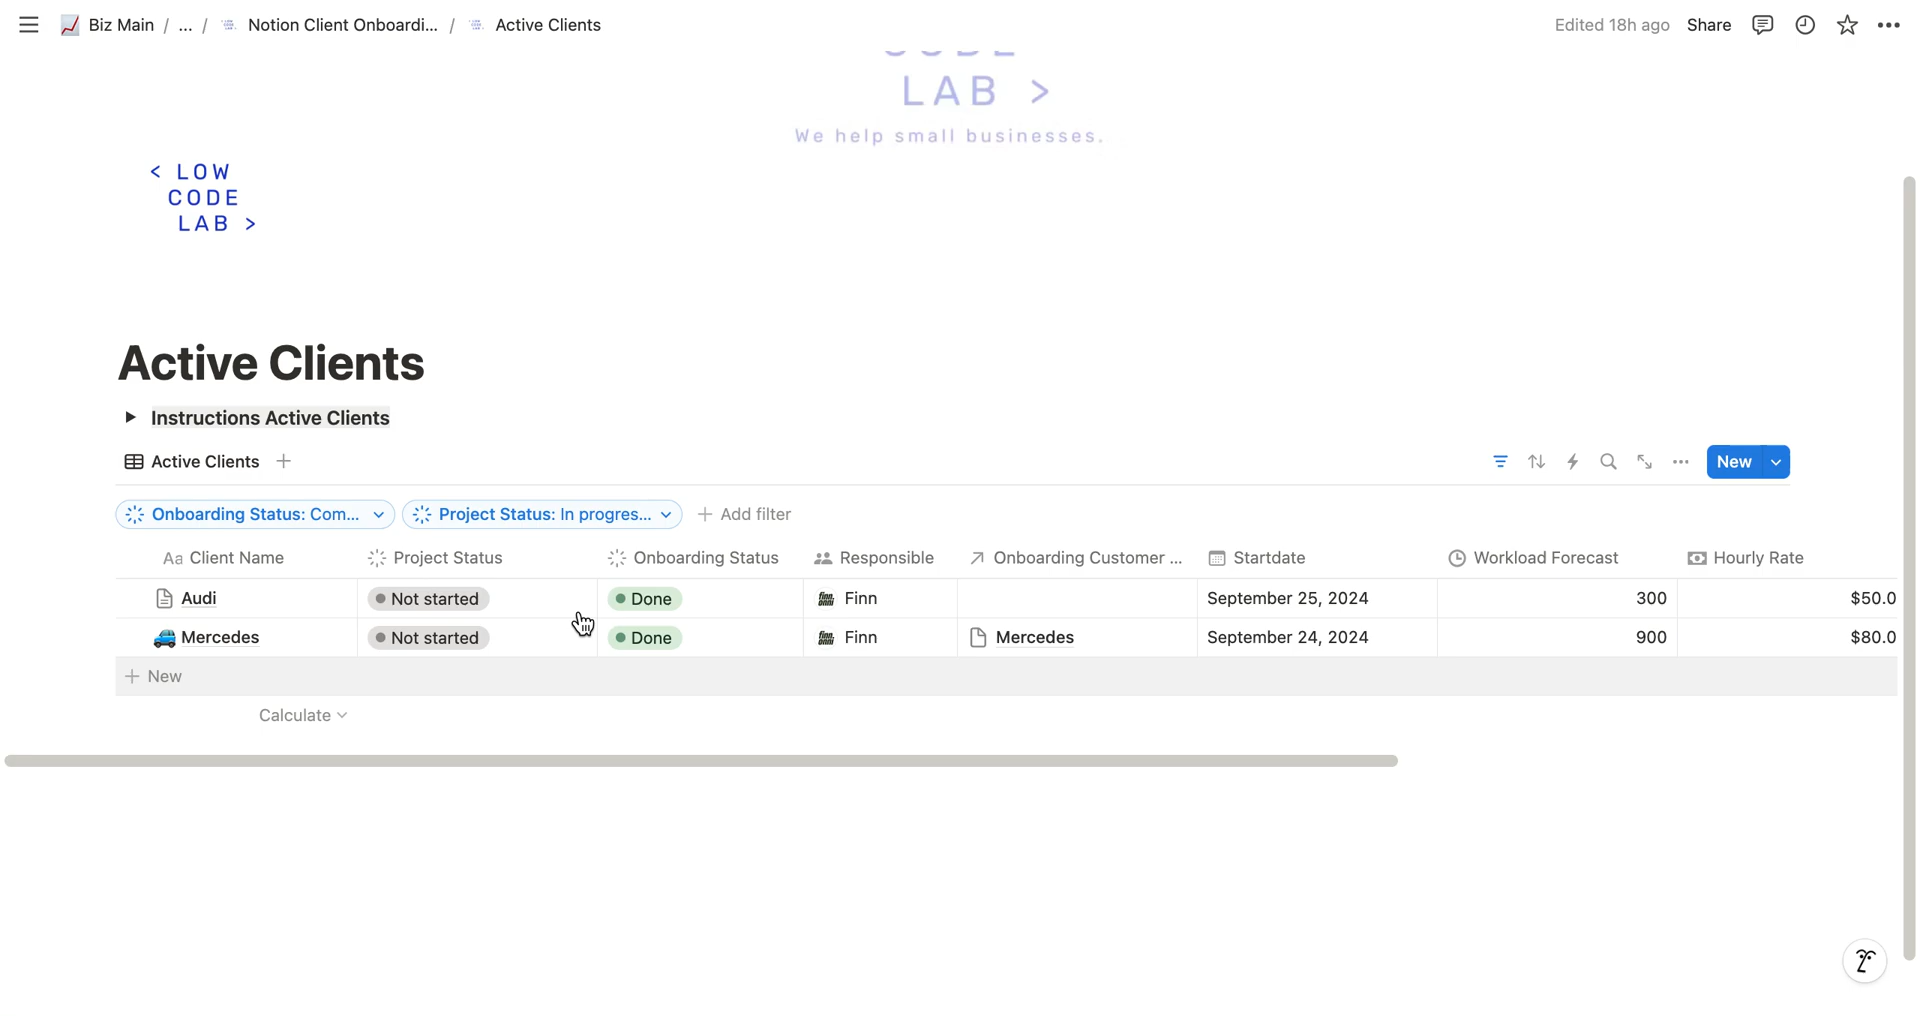 Biz Main / ... / Notion Client Onboardi... / Active Clients
Edited 18h ago Share
LAB >
We help small businesses.
< LOW
CODE
LAB >
Active Clients
Instructions Active Clients
Active Clients
New
Onboarding Status: Com...
Project Status: In progres...
Add filter
Aa Client Name Project Status Onboarding Status Responsible Onboarding Customer ... Startdate Workload Forecast Hourly Rate
Audi Not started Done Finn September 25, 2024 300 $50.0
Mercedes Not started Done Finn Mercedes September 24, 2024 900 $80.0
+ New
Calculate